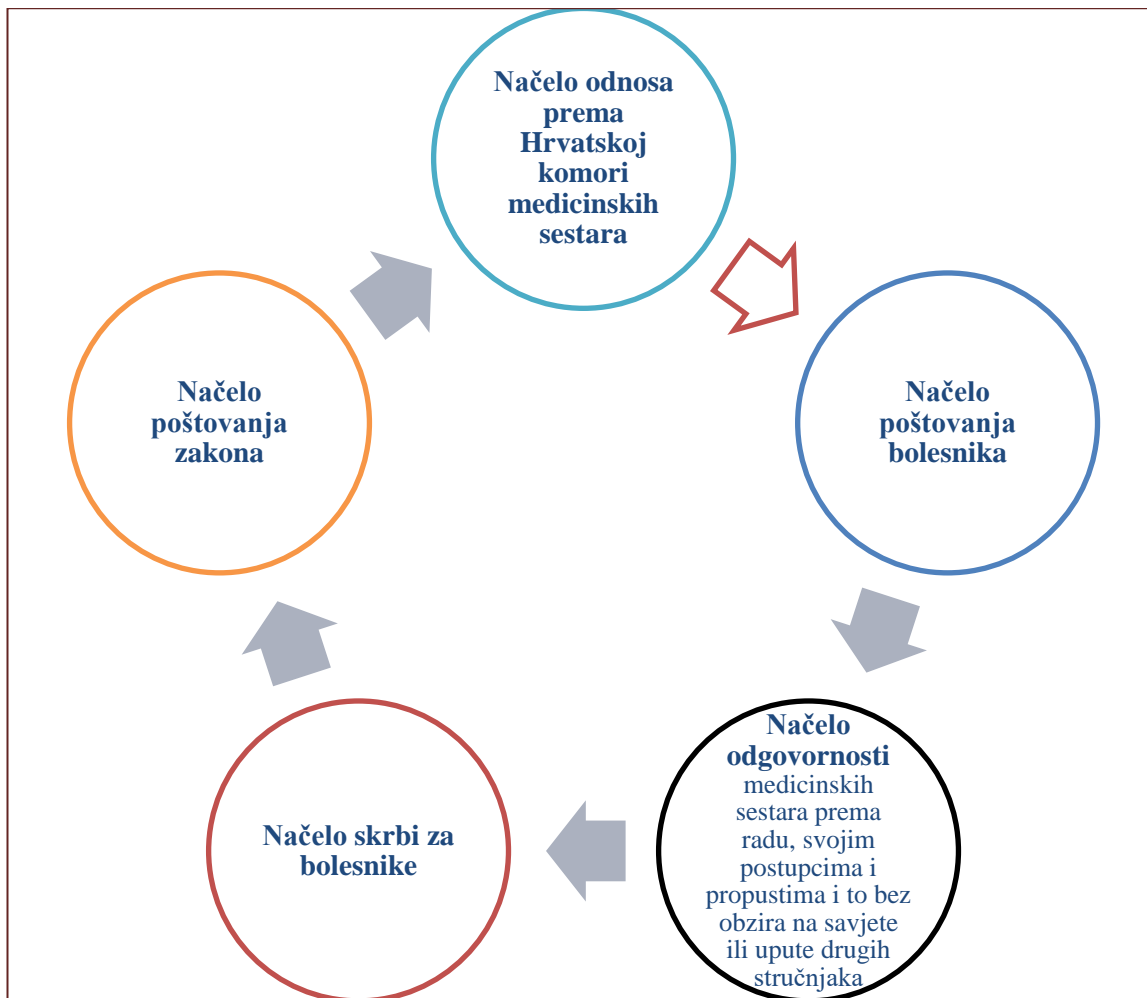 Načelo odnosa
prema
Hrvatskoj
komori
medicinskih
sestara
Načelo
poštovanja
bolesnika
Načelo
odgovornosti
medicinskih
sestara prema
radu, svojim
postupcima i
propustima i to bez
obzira na savjete
ili upute drugih
stručnjaka
Načelo skrbi za
bolesnike
Načelo
poštovanja
zakona